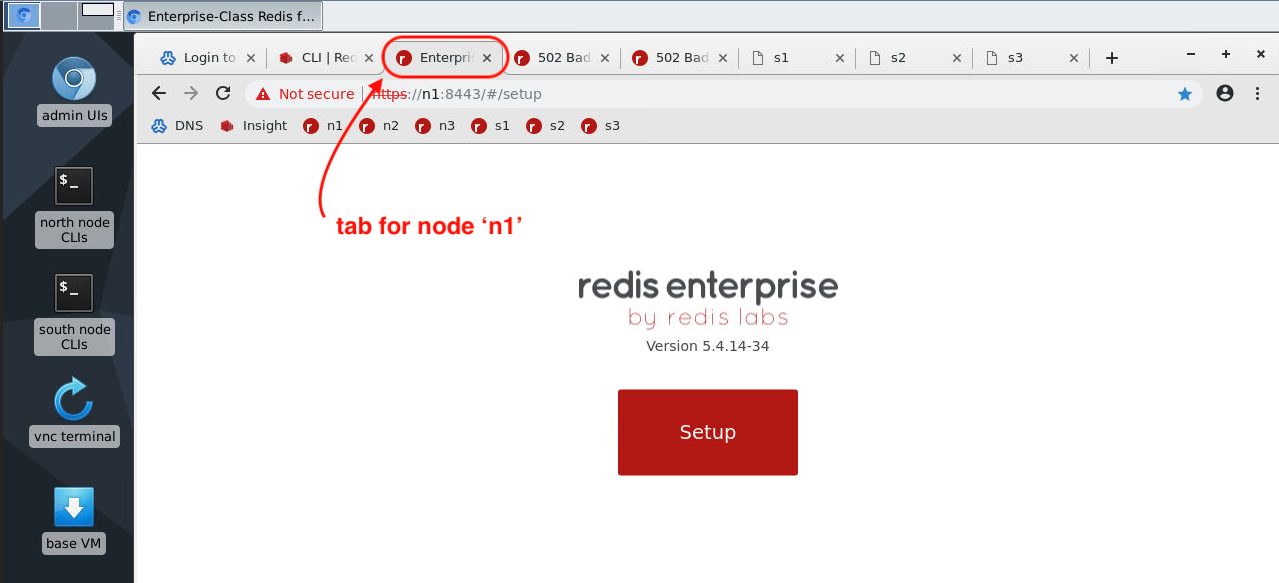 Enterprise-Class Redis f...
Login to
CLI | Red
Enterpris
502 Bad
502 Bad
s1
s2
s3
Not secure | https://n1:8443/#/setup
DNS Insight n1 n2 n3 s1 s2 s3
admin UIs
$_
north node
CLIs
$_
south node
CLIs
vnc terminal
base VM
tab for node ‘n1’
redis enterprise
by redis labs
Version 5.4.14-34
Setup